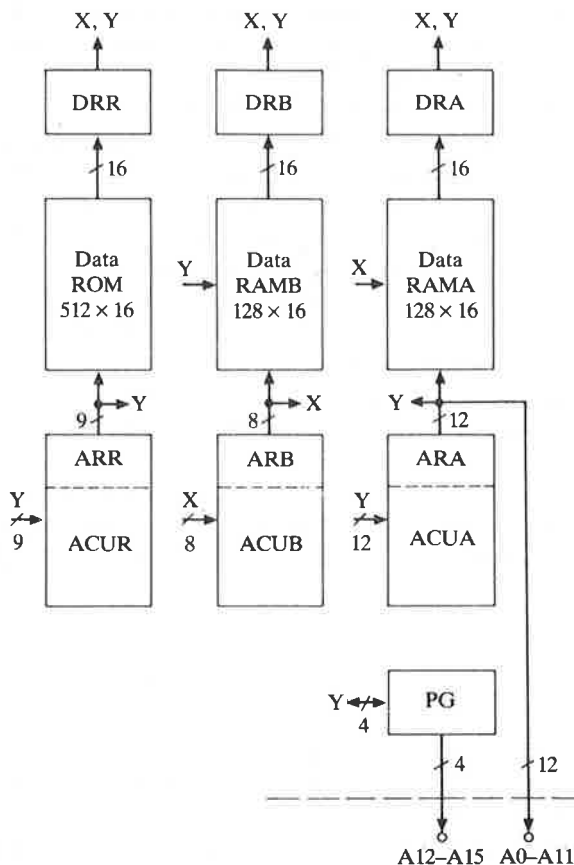 X, Y X, Y X, Y
DRR DRB DRA
16 16 16
Data ROM 512 × 16
Y
Data RAMB 128 × 16
X
Data RAMA 128 × 16
9 Y
8 X
Y 12
ARR ARB ARA
Y 9
ACUR
X 8
ACUB
Y 12
ACUA
Y 4
PG
4 12
A12–A15 A0–A11